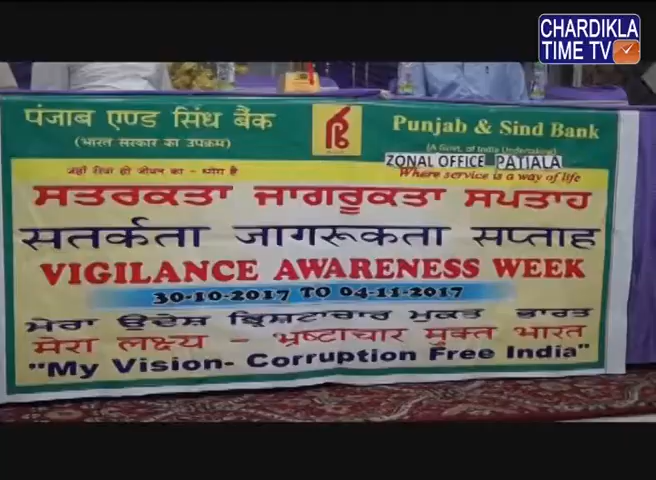 CHARDIKLA
TIME TV
पंजाब एण्ड सिंध बैंक
(भारत सरकार का उपक्रम)
Punjab & Sind Bank
(A Govt. of India Undertaking)
ZONAL OFFICE PATIALA
जहाँ सेवा ही जीवन का - ध्येय है
Where service is a way of life
ਸਤਰਕਤਾ ਜਾਗਰੂਕਤਾ ਸਪਤਾਹ
सतर्कता जागरूकता सप्ताह
VIGILANCE AWARENESS WEEK
30-10-2017 TO 04-11-2017
ਮੇਰਾ ਉਦੇਸ਼ ਭ੍ਰਿਸ਼ਟਾਚਾਰ ਮੁਕਤ ਭਾਰਤ
मेरा लक्ष्य - भ्रष्टाचार मुक्त भारत
"My Vision-Corruption Free India"